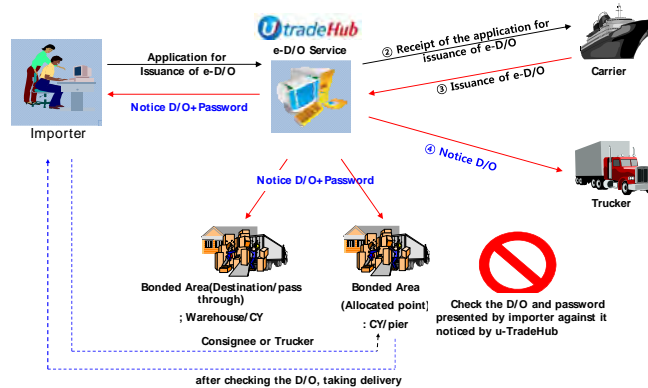 UtradeHub
e-D/O Service
Application for
Issuance of e-D/O
② Receipt of the application for
issuance of e-D/O
③ Issuance of e-D/O
Carrier
Notice D/O+Password
Importer
④ Notice D/O
Trucker
Notice D/O+Password
Bonded Area(Destination/pass
through)
; Warehouse/CY
Bonded Area
(Allocated point)
: CY/pier
Check the D/O and password
presented by importer against it
noticed by u-TradeHub
Consignee or Trucker
after checking the D/O, taking delivery